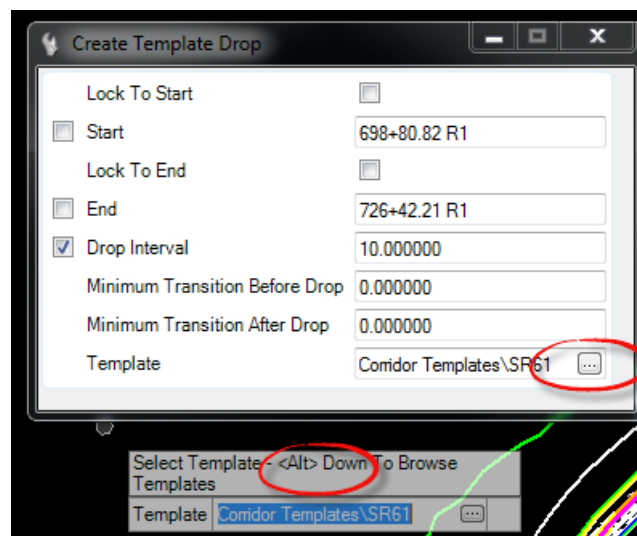 Create Template Drop
Lock To Start
Start 698+80.82 R1
Lock To End
End 726+42.21 R1
Drop Interval 10.000000
Minimum Transition Before Drop 0.000000
Minimum Transition After Drop 0.000000
Template Corridor Templates\SR61 ...
Select Template - <Alt> Down To Browse
Templates
Template Corridor Templates\SR61 ...